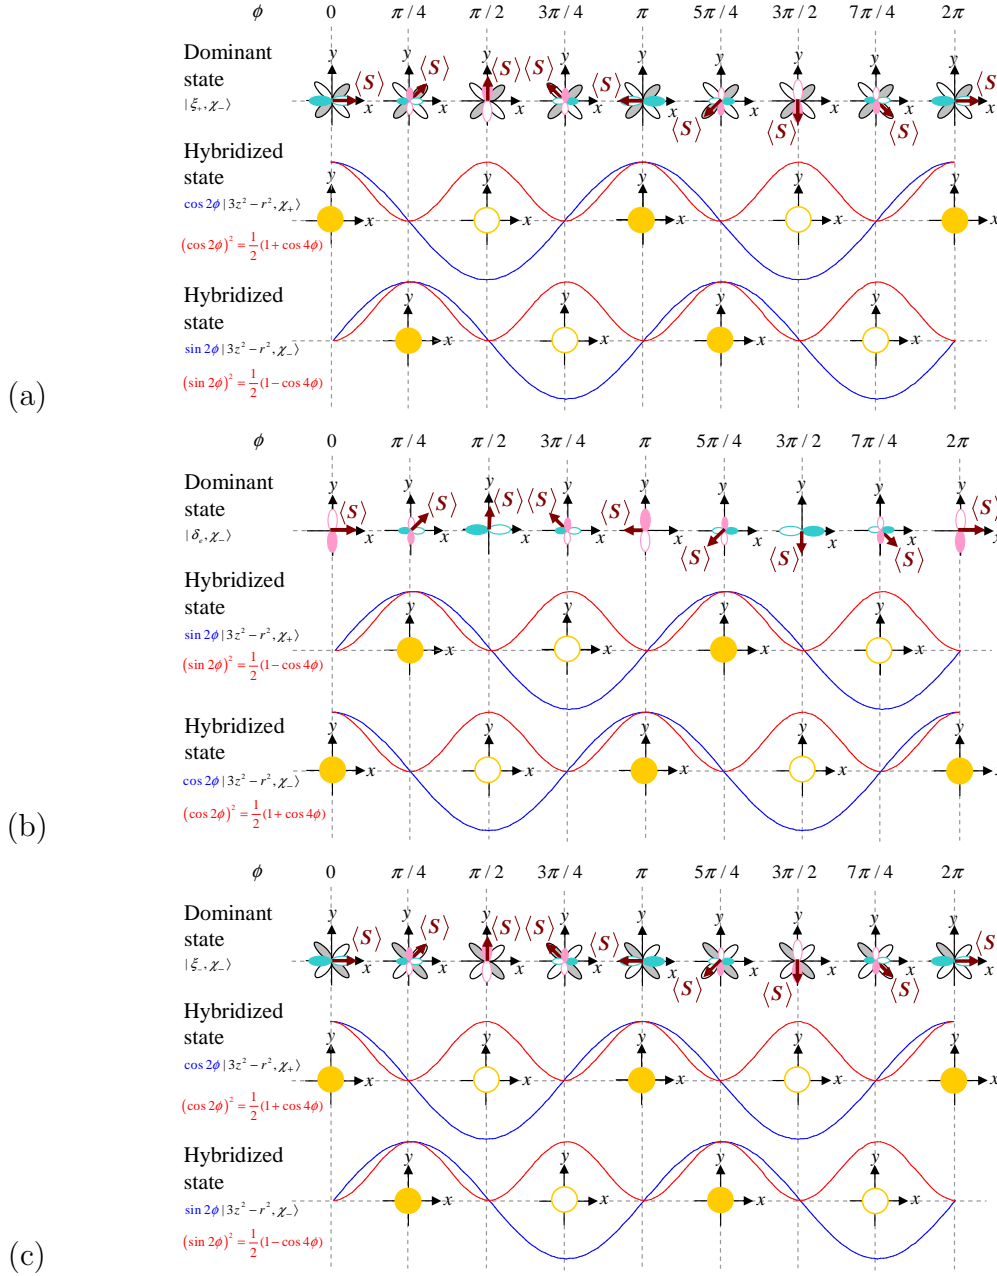 ϕ 0 π / 4 π / 2 3π / 4 π 5π / 4 3π / 2 7π / 4 2π
Dominant
state
|ξ₊, χ₋⟩
y y y y y y y y y
⟨S⟩ ⟨S⟩ ⟨S⟩ ⟨S⟩ ⟨S⟩ ⟨S⟩ ⟨S⟩ ⟨S⟩ ⟨S
x x x x x x x x x
Hybridized
state
cos 2ϕ |3z² − r², χ₊⟩
(cos 2ϕ)² = 1/2 (1 + cos 4ϕ)
y y y y y
x x x x x
Hybridized
state
sin 2ϕ |3z² − r², χ₋⟩
(sin 2ϕ)² = 1/2 (1 − cos 4ϕ)
y y y y
x x x x
(a)
ϕ 0 π / 4 π / 2 3π / 4 π 5π / 4 3π / 2 7π / 4 2π
Dominant
state
|δₑ, χ₋⟩
y y y y y y y y y
⟨S⟩ ⟨S⟩ ⟨S⟩ ⟨S⟩ ⟨S⟩ ⟨S⟩ ⟨S⟩ ⟨S⟩ ⟨S
x x x x x x x x x
Hybridized
state
sin 2ϕ |3z² − r², χ₊⟩
(sin 2ϕ)² = 1/2 (1 − cos 4ϕ)
y y y y
x x x x
Hybridized
state
cos 2ϕ |3z² − r², χ₋⟩
(cos 2ϕ)² = 1/2 (1 + cos 4ϕ)
y y y y y
x x x x x
(b)
ϕ 0 π / 4 π / 2 3π / 4 π 5π / 4 3π / 2 7π / 4 2π
Dominant
state
|ξ₋, χ₋⟩
y y y y y y y y y
⟨S⟩ ⟨S⟩ ⟨S⟩ ⟨S⟩ ⟨S⟩ ⟨S⟩ ⟨S⟩ ⟨S⟩ ⟨S
x x x x x x x x x
Hybridized
state
cos 2ϕ |3z² − r², χ₊⟩
(cos 2ϕ)² = 1/2 (1 + cos 4ϕ)
y y y y y
x x x x x
Hybridized
state
sin 2ϕ |3z² − r², χ₋⟩
(sin 2ϕ)² = 1/2 (1 − cos 4ϕ)
y y y y
x x x x
(c)